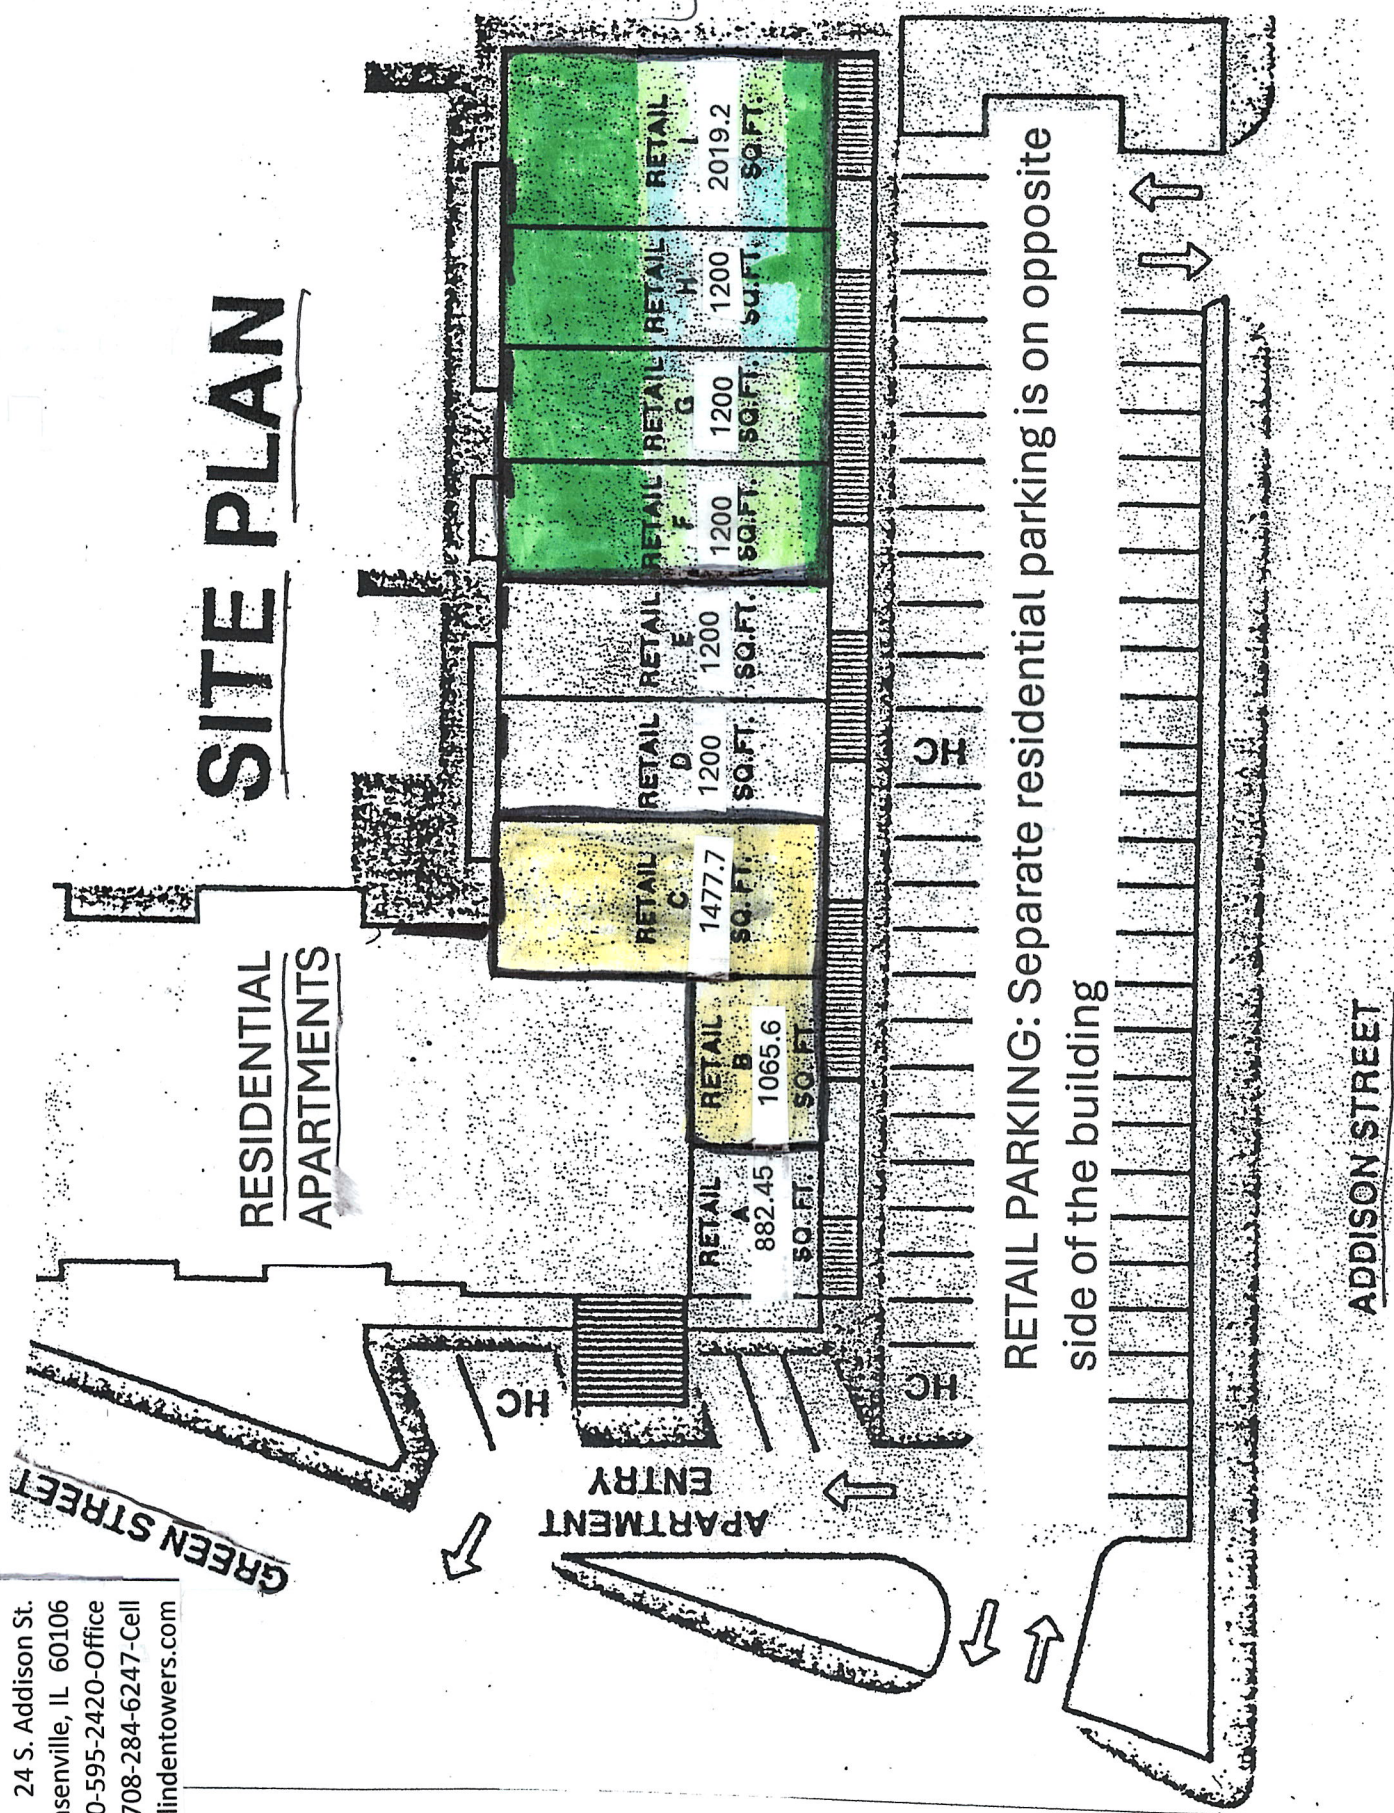 24 S. Addison St.
senville, IL 60106
0-595-2420-Office
708-284-6247-Cell
lindentowers.com
SITE PLAN
RESIDENTIAL
APARTMENTS
GREEN STREET
HC
APARTMENT
ENTRY
RETAIL
A
882.45
SQ. FT.
RETAIL
B
1065.6
SQ. FT.
RETAIL
C
1477.7
SQ. FT.
RETAIL
D
1200
SQ.FT.
RETAIL
E
1200
SQ.FT.
RETAIL
F
1200
SQ.FT.
RETAIL
G
1200
SQ.FT.
RETAIL
H
1200
SQ.FT.
RETAIL
I
2019.2
SQ.FT.
HC
HC
RETAIL PARKING: Separate residential parking is on opposite
side of the building
ADDISON STREET